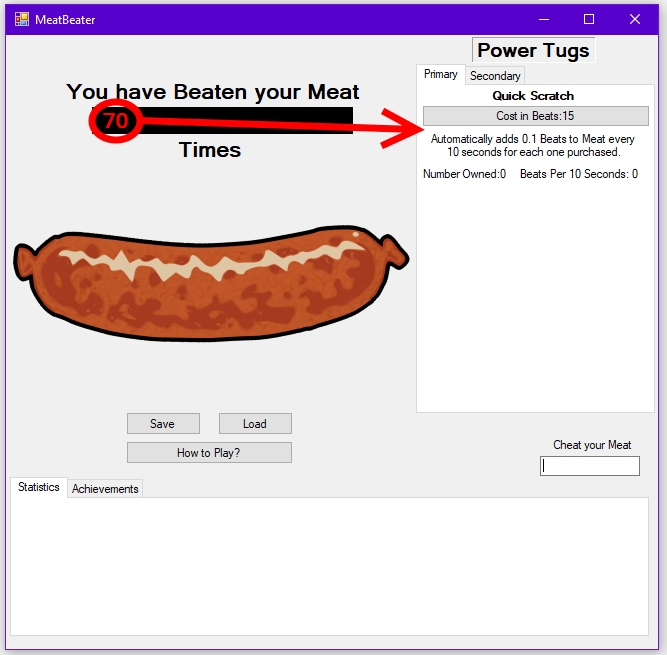 MeatBeater
Power Tugs
Primary
Secondary
You have Beaten your Meat
70
Times
Quick Scratch
Cost in Beats:15
Automatically adds 0.1 Beats to Meat every
10 seconds for each one purchased.
Number Owned:0 Beats Per 10 Seconds: 0
Save
Load
How to Play?
Cheat your Meat
Statistics
Achievements